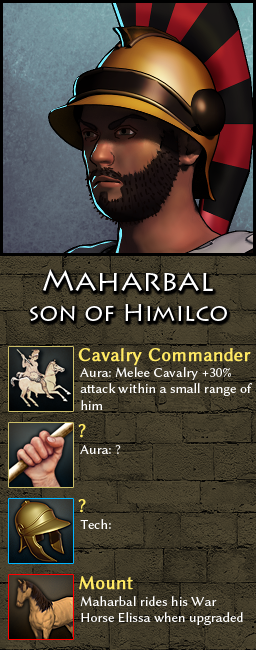 Maharbal
son of Himilco
Cavalry Commander
Aura: Melee Cavalry +30%
attack within a small range of
him
?
Aura: ?
?
Tech:
Mount
Maharbal rides his War
Horse Elissa when upgraded